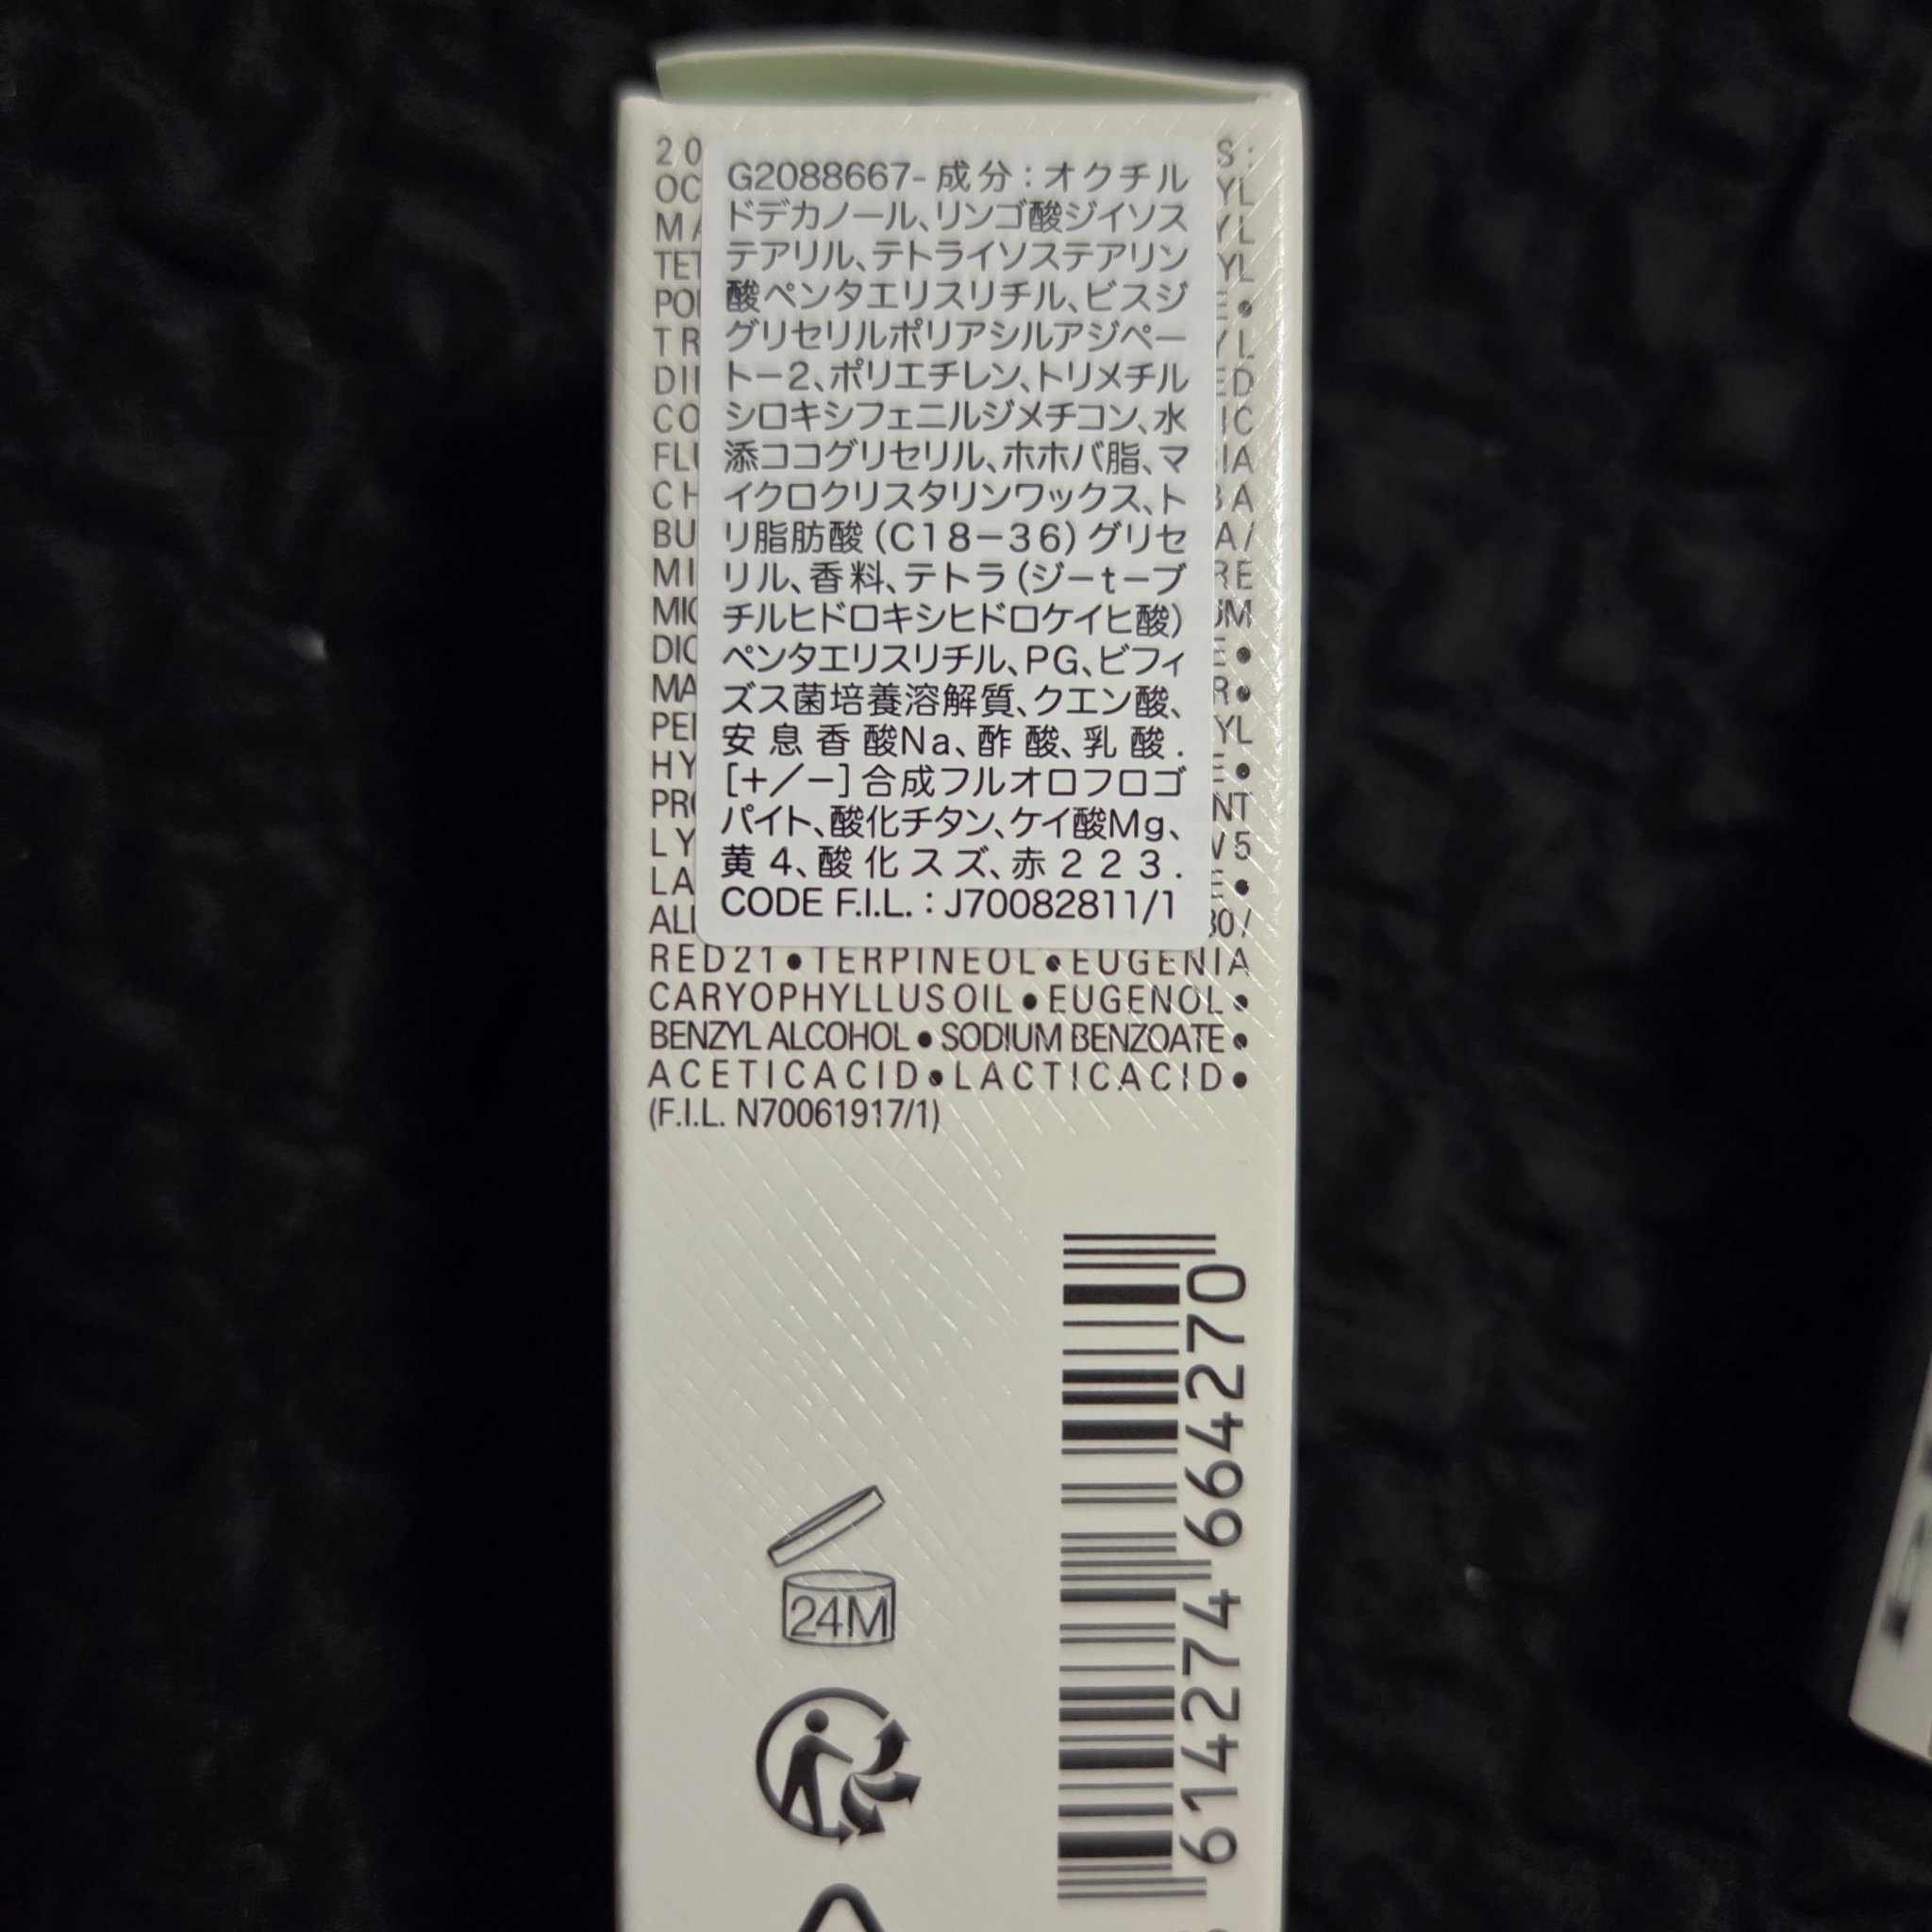 G2088667- 成分：オクチル
ドデカノール、リンゴ酸ジイソス
テアリル、テトライソステアリン
酸ペンタエリスリチル、ビスジ
グリセリルポリアシルアジペー
トー2、ポリエチレン、トリメチル
シロキシフェニルジメチコン、水
添ココグリセリル、ホホバ脂、マ
イクロクリスタリンワックス、ト
リ脂肪酸（C18－36）グリセ
リル、香料、テトラ（ジーtーブ
チルヒドロキシヒドロケイヒ酸）
ペンタエリスリチル、PG、ビフィ
ズス菌培養溶解質、クエン酸、
安息香酸Na、酢酸、乳酸.
[＋／－] 合成フルオロフロゴ
パイト、酸化チタン、ケイ酸Mg、
黄4、酸化スズ、赤223.
CODE F.I.L. : J70082811/1
RED21 ● TERPINEOL ● EUGENIA
CARYOPHYLLUS OIL ● EUGENOL ●
BENZYL ALCOHOL ● SODIUM BENZOATE ●
ACETIC ACID ● LACTIC ACID ●
(F.I.L. N70061917/1)
24M
614274 664270